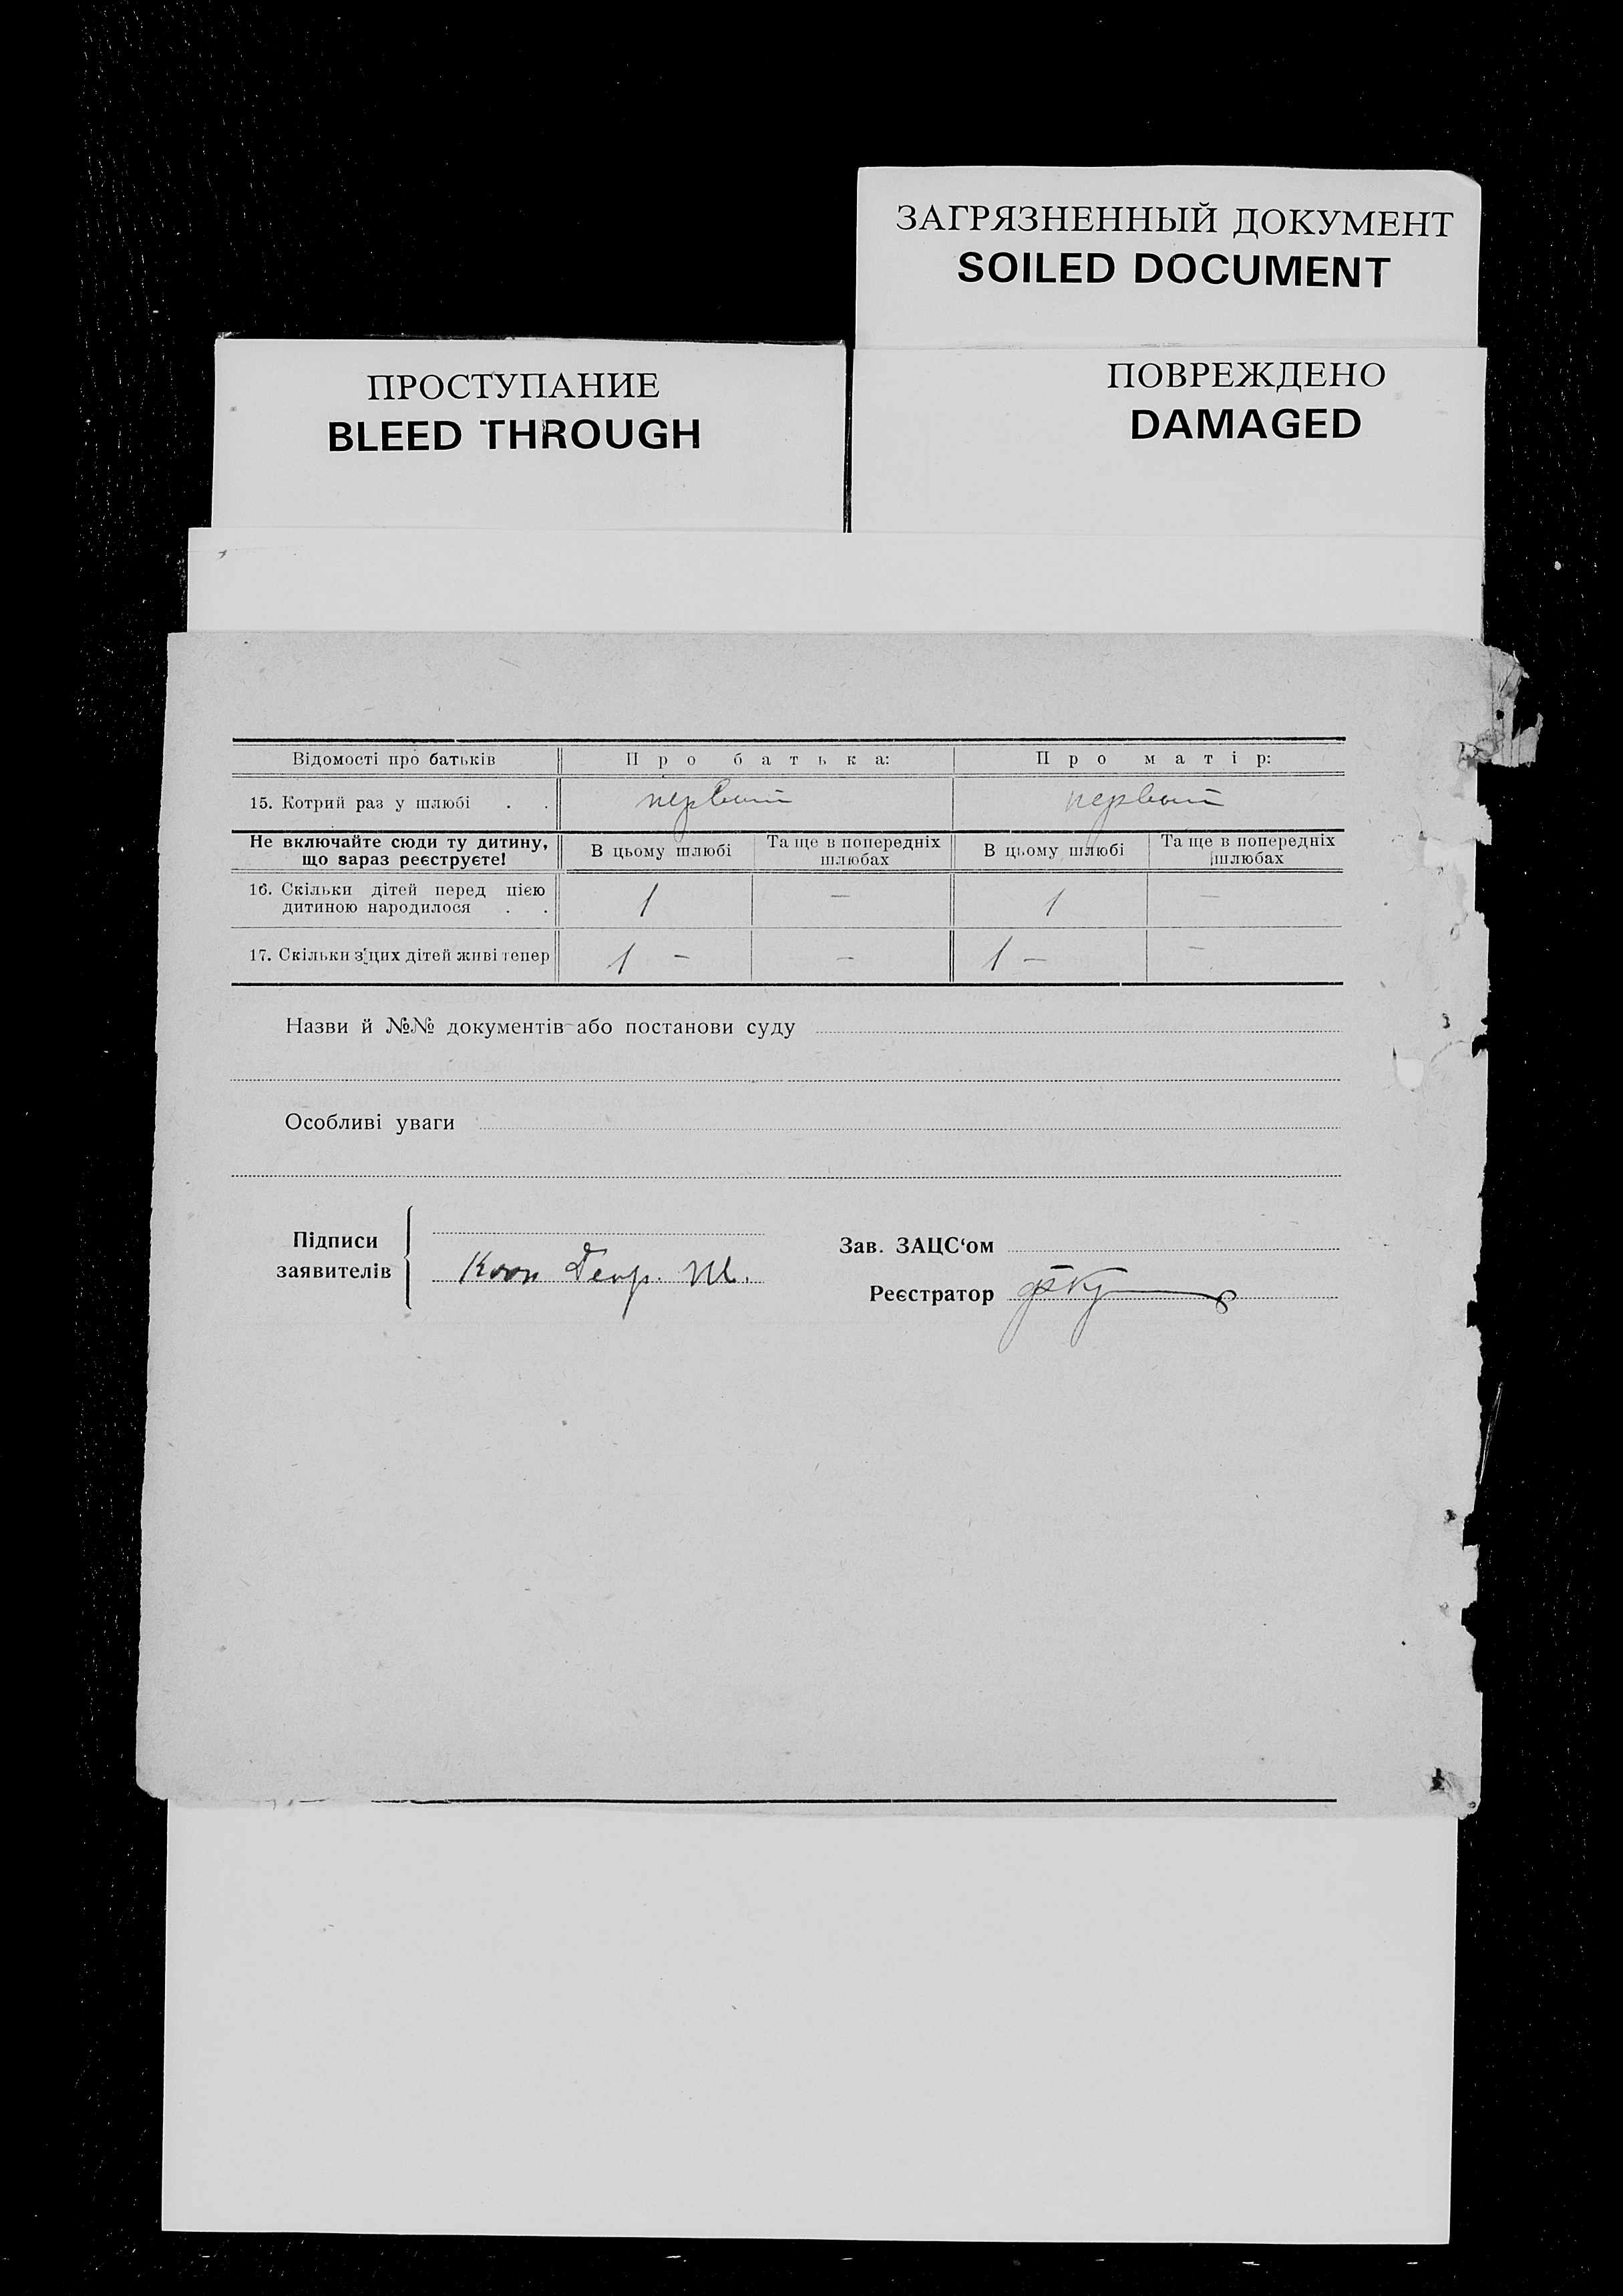 ЗАГРЯЗНЕННЫЙ ДОКУМЕНТ
SOILED DOCUMENT
ПРОСТУПАНИЕ
BLEED THROUGH
ПОВРЕЖДЕНО
DAMAGED
Відомості про батьків Про батька: Про матір:
15. Котрий раз у шлюбі . . первый первый
Не включайте сюди ту дитину, що зараз реєструєте! В цьому шлюбі Та ще в попередніх шлюбах В цьому шлюбі Та ще в попередніх шлюбах
16. Скільки дітей перед цією
дитиною народилося . . 1 — 1 —
17. Скільки з цих дітей живі тепер 1 — — 1 — —
Назви й №№ документів або постанови суду
Особливі уваги
Підписи
заявителів
Зав. ЗАЦС‘ом
Реєстратор